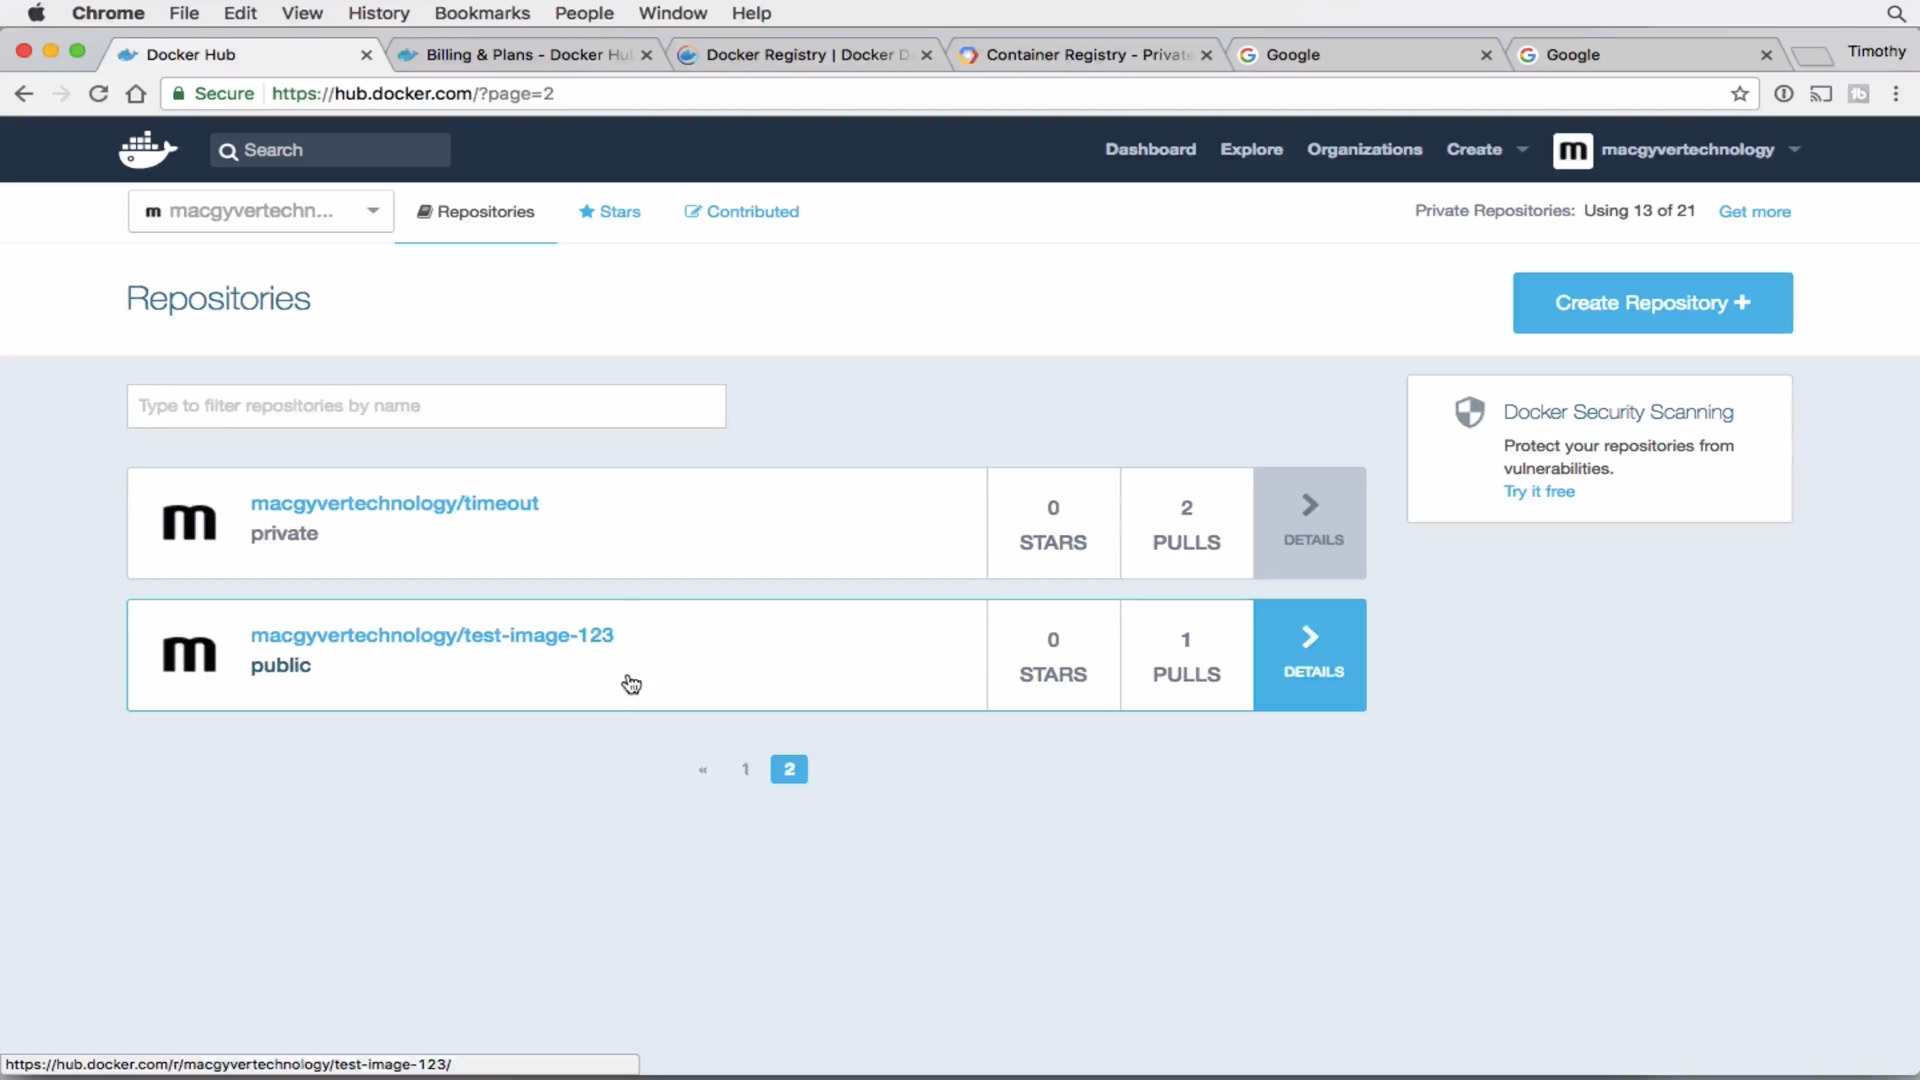 Chrome File Edit View History Bookmarks People Window Help
Docker Hub
Billing & Plans - Docker Hu
Docker Registry | Docker D
Container Registry - Private
Google
Google
Timothy
Secure https://hub.docker.com/?page=2
Search
Dashboard Explore Organizations Create macgyvertechnology
m macgyvertechn...
Repositories Stars Contributed
Private Repositories: Using 13 of 21 Get more
Repositories
Create Repository +
Type to filter repositories by name
Docker Security Scanning
Protect your repositories from
vulnerabilities.
Try it free
m macgyvertechnology/timeout
private
0
STARS
2
PULLS
DETAILS
m macgyvertechnology/test-image-123
public
0
STARS
1
PULLS
DETAILS
« 1 2
https://hub.docker.com/r/macgyvertechnology/test-image-123/